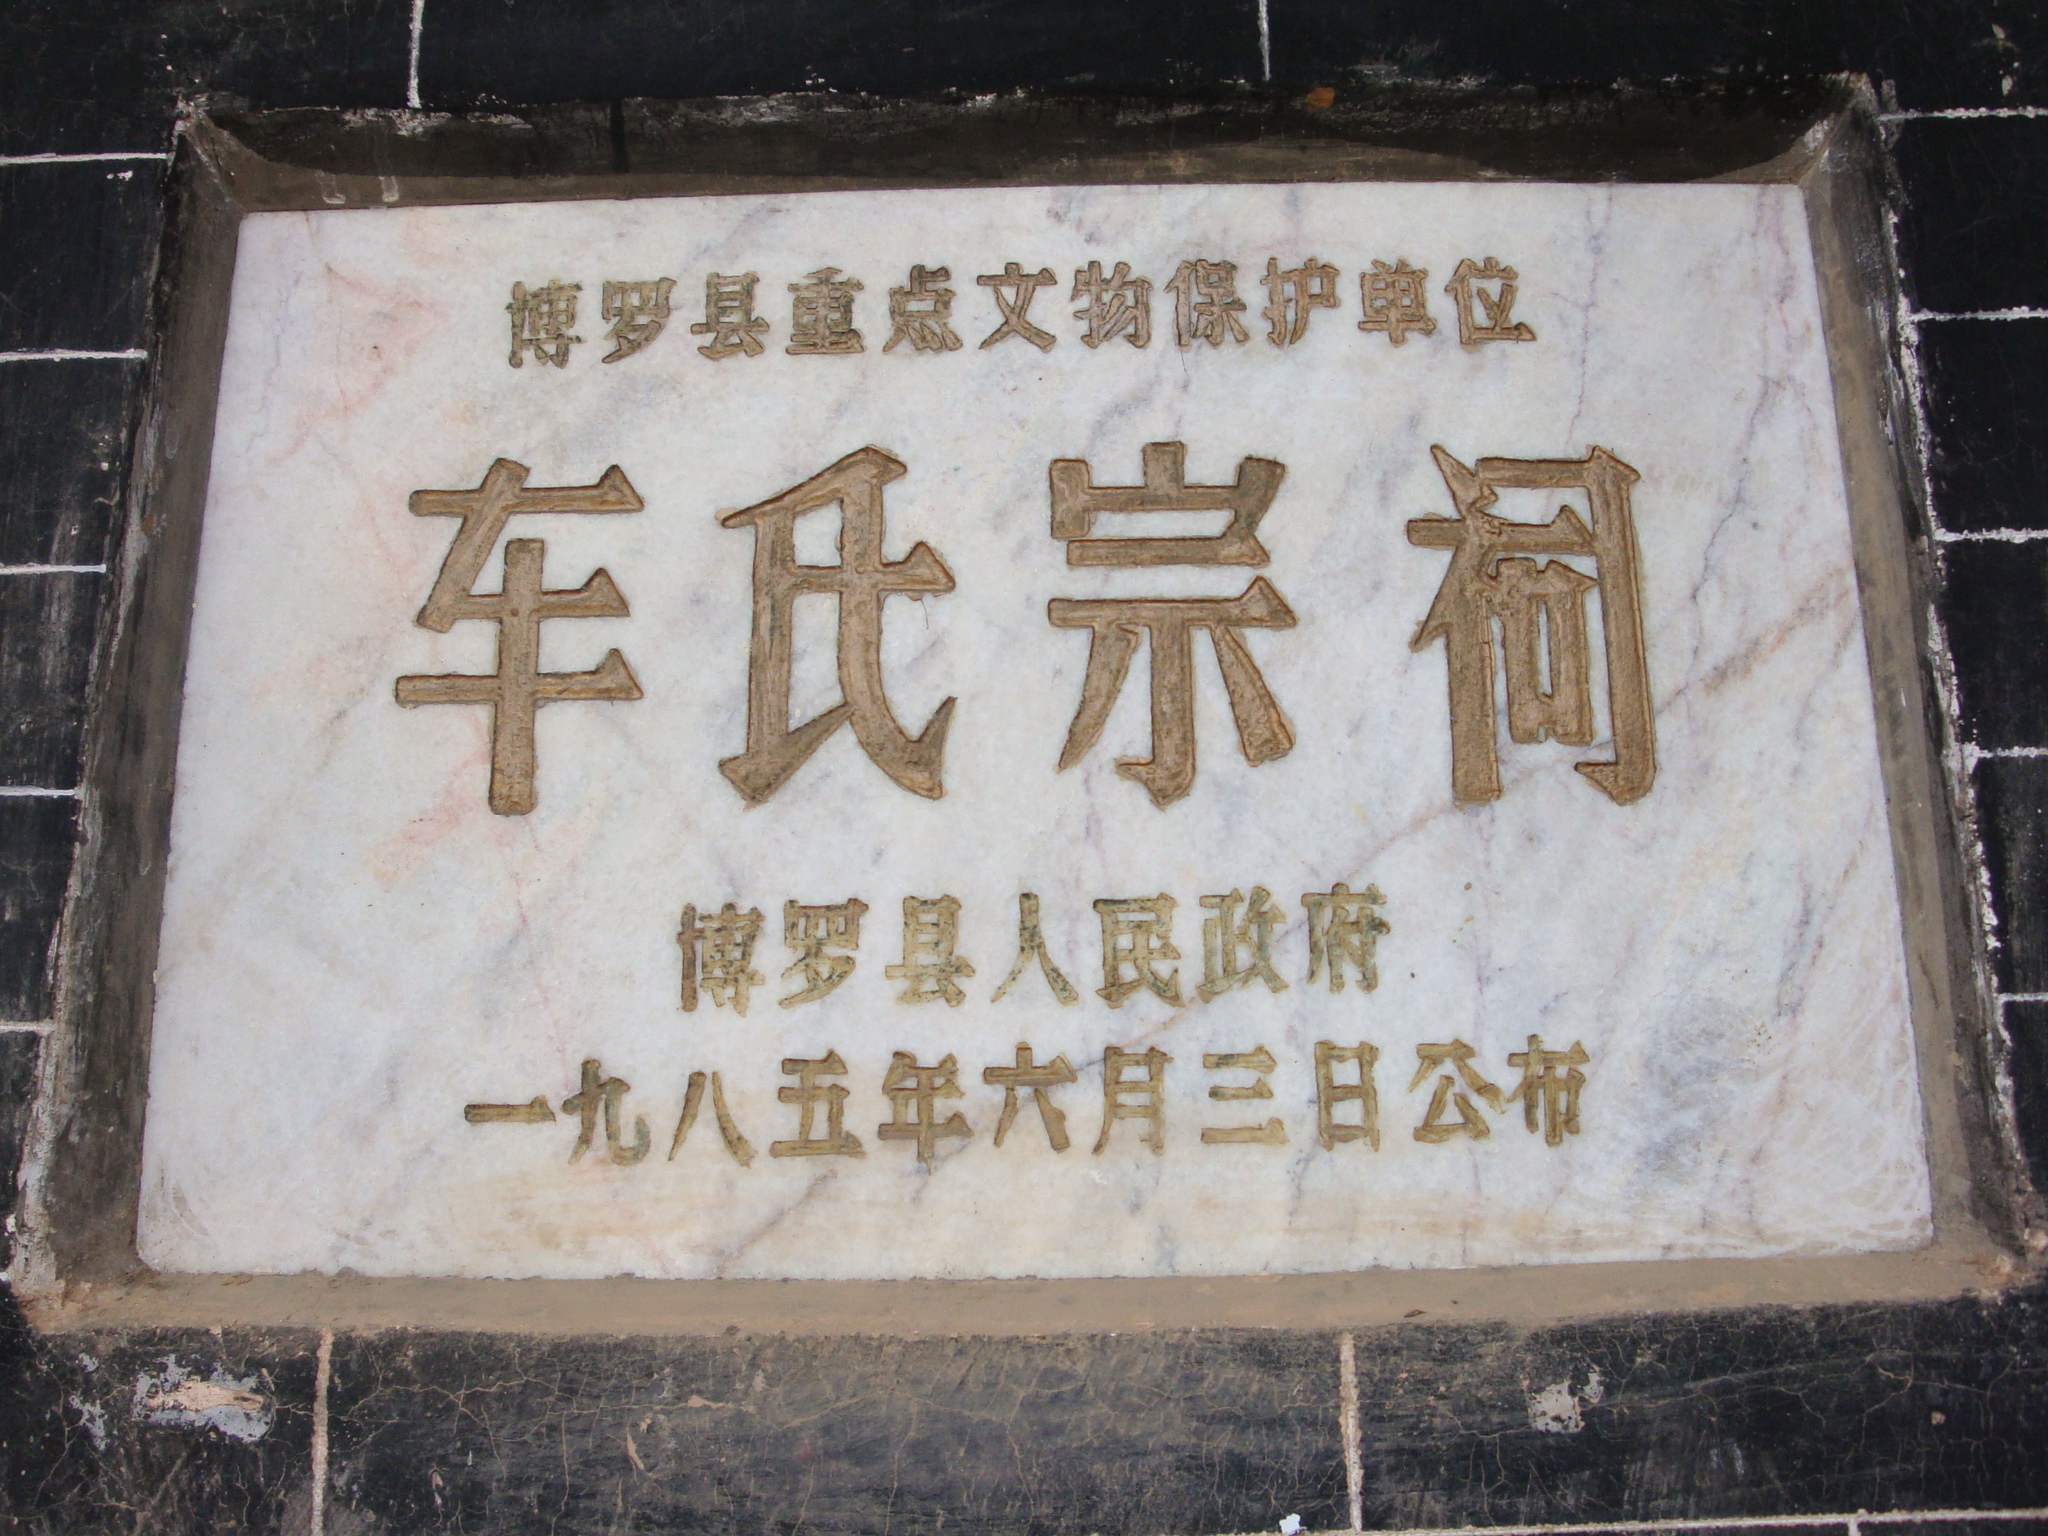 博罗县重点文物保护单位
车氏宗祠
博罗县人民政府
一九八五年六月三日公布